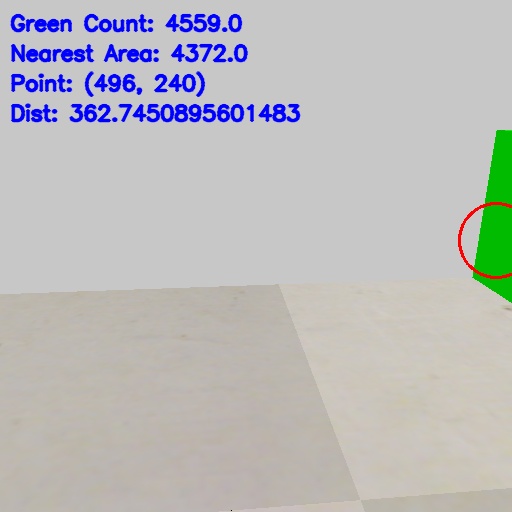 Green Count: 4559.0
Nearest Area: 4372.0
Point: (496, 240)
Dist: 362.7450895601483